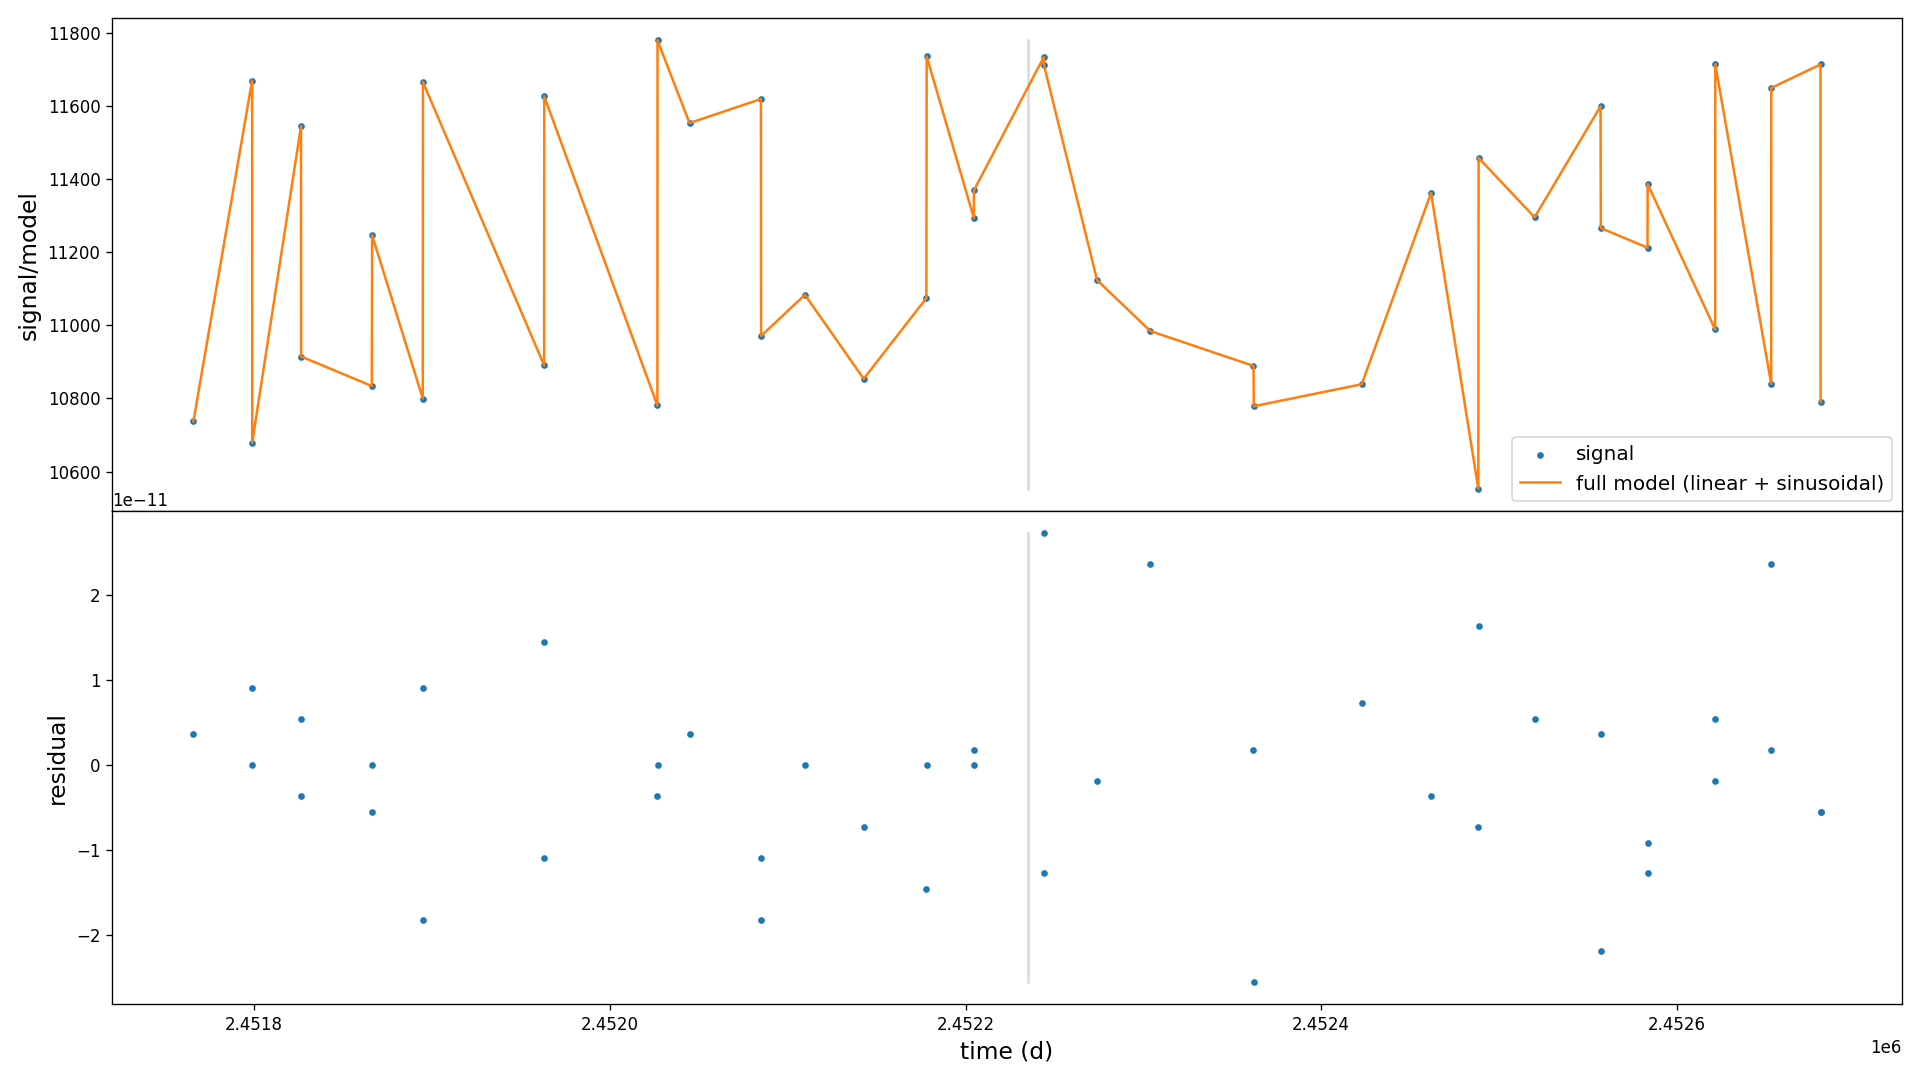 signal/model
11800
11600
11400
11200
11000
10800
10600
signal
full model (linear + sinusoidal)
1e−11
residual
2
1
0
−1
−2
2.4518
2.4520
2.4522
2.4524
2.4526
time (d)
1e6